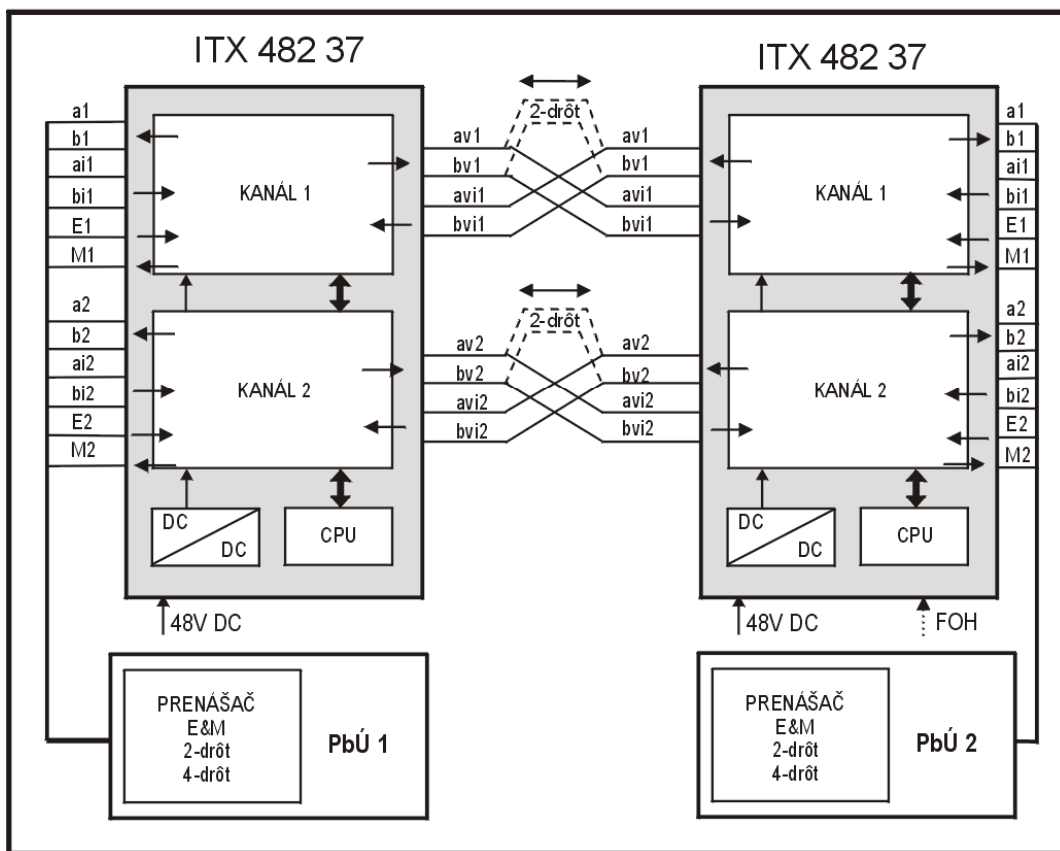 ITX 482 37
ITX 482 37
a1
b1
ai1
bi1
E1
M1
a2
b2
ai2
bi2
E2
M2
KANÁL 1
KANÁL 2
DC
DC
CPU
48V DC
2-drôt
av1
bv1
avi1
bvi1
av1
bv1
avi1
bvi1
2-drôt
av2
bv2
avi2
bvi2
av2
bv2
avi2
bvi2
KANÁL 1
KANÁL 2
DC
DC
CPU
48V DC
FOH
a1
b1
ai1
bi1
E1
M1
a2
b2
ai2
bi2
E2
M2
PRENÁŠAČ
E&M
2-drôt
4-drôt
PbÚ 1
PRENÁŠAČ
E&M
2-drôt
4-drôt
PbÚ 2